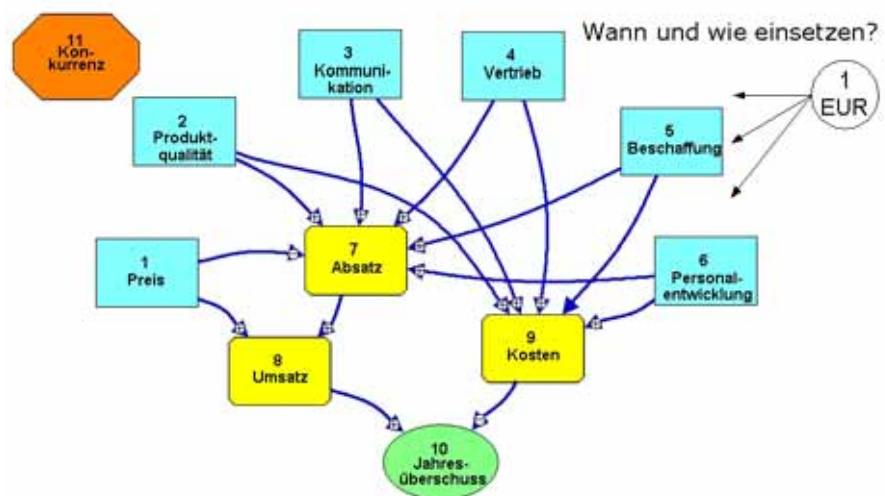 11
Kon-
kurrenz
3
Kommuni-
kation
4
Vertrieb
Wann und wie einsetzen?
1
EUR
2
Produkt-
qualität
5
Beschaffung
1
Preis
7
Absatz
6
Personal-
entwicklung
8
Umsatz
9
Kosten
10
Jahres-
überschuss